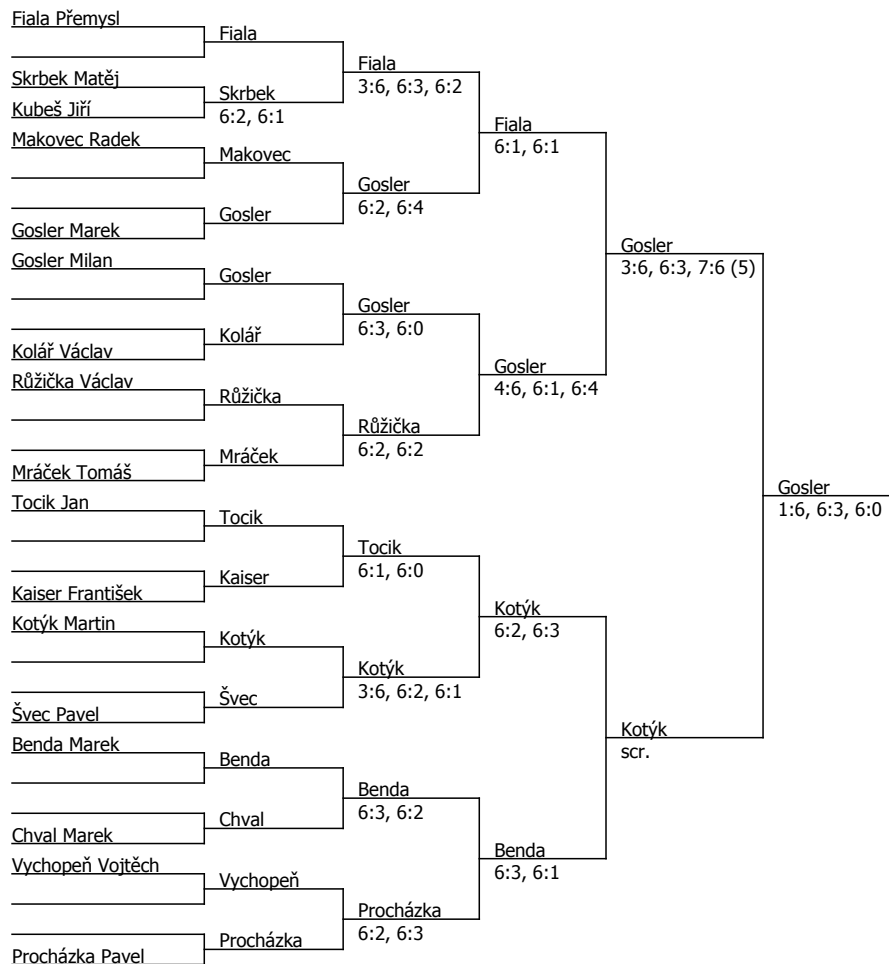 Fiala Přemysl
Fiala
Fiala
3:6, 6:3, 6:2
Skrbek Matěj
Skrbek
6:2, 6:1
Kubeš Jiří
Fiala
6:1, 6:1
Makovec Radek
Makovec
Gosler
6:2, 6:4
Gosler
Gosler Marek
Gosler
3:6, 6:3, 7:6 (5)
Gosler Milan
Gosler
Gosler
6:3, 6:0
Kolář
Kolář Václav
Gosler
4:6, 6:1, 6:4
Růžička Václav
Růžička
Růžička
6:2, 6:2
Mráček
Mráček Tomáš
Gosler
1:6, 6:3, 6:0
Tocik Jan
Tocik
Tocik
6:1, 6:0
Kaiser
Kaiser František
Kotýk
6:2, 6:3
Kotýk Martin
Kotýk
Kotýk
3:6, 6:2, 6:1
Švec
Švec Pavel
Kotýk
scr.
Benda Marek
Benda
Benda
6:3, 6:2
Chval
Chval Marek
Benda
6:3, 6:1
Vychopeň Vojtěch
Vychopeň
Procházka
6:2, 6:3
Procházka
Procházka Pavel